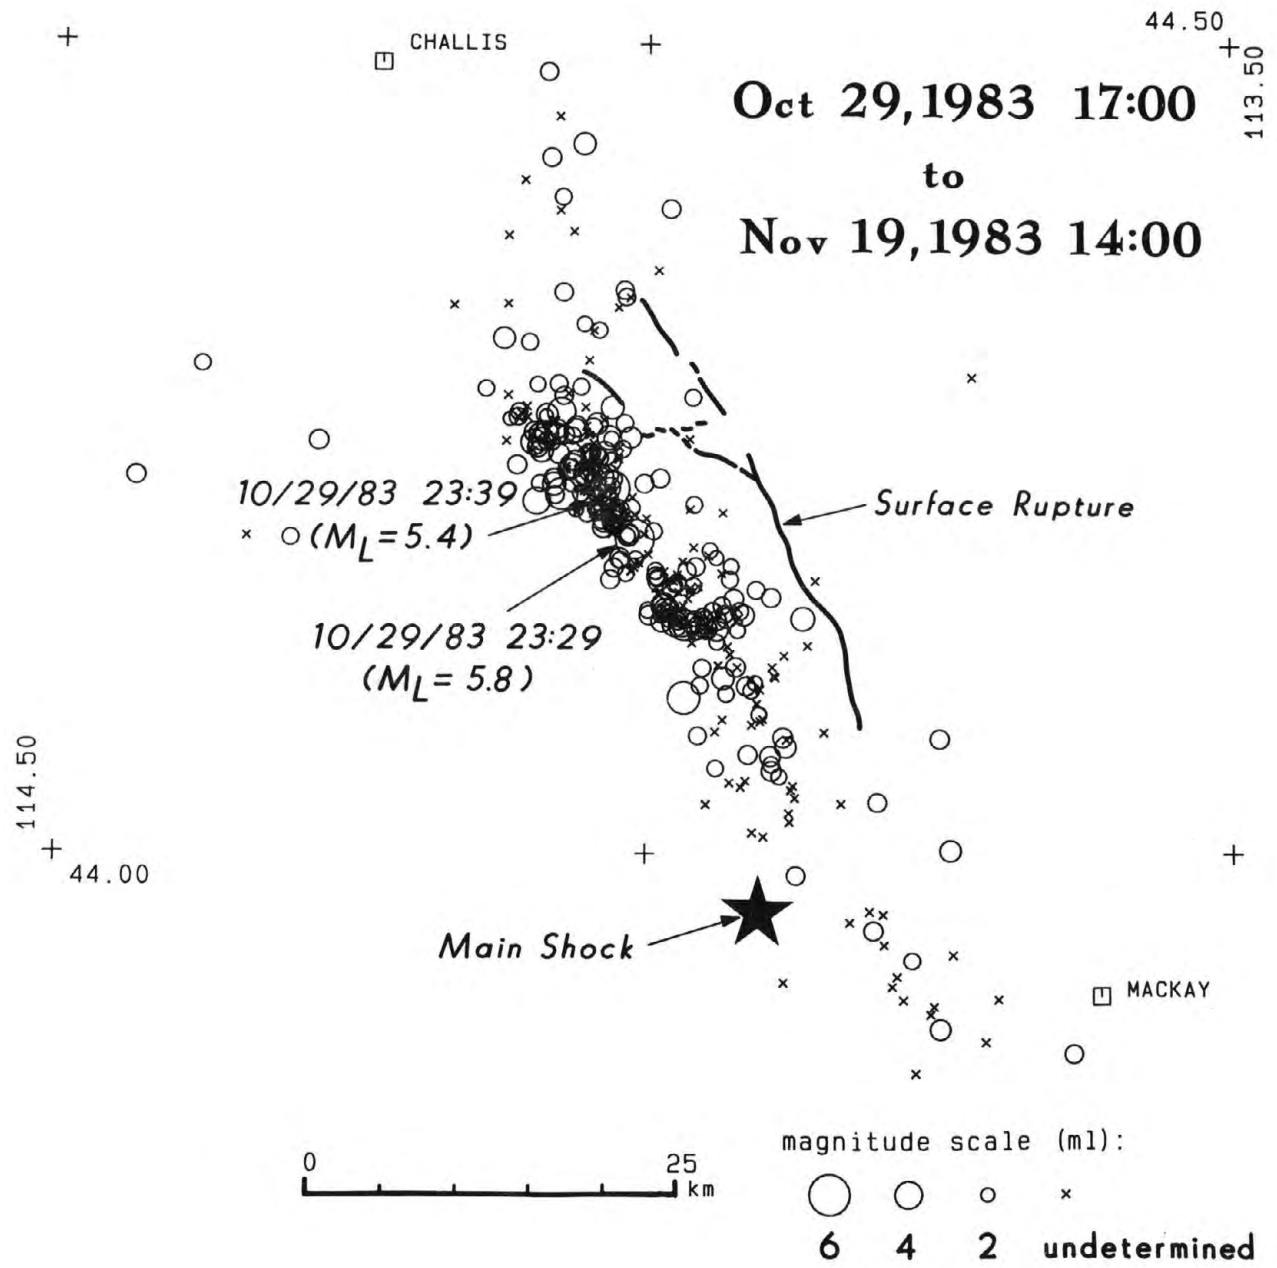 44.50
CHALLIS
113.50
Oct 29,1983 17:00
to
Nov 19,1983 14:00
10/29/83 23:39
(ML=5.4)
Surface Rupture
10/29/83 23:29
(ML= 5.8)
114.50
44.00
Main Shock
MACKAY
magnitude scale (ml):
0 25
km
6 4 2 undetermined